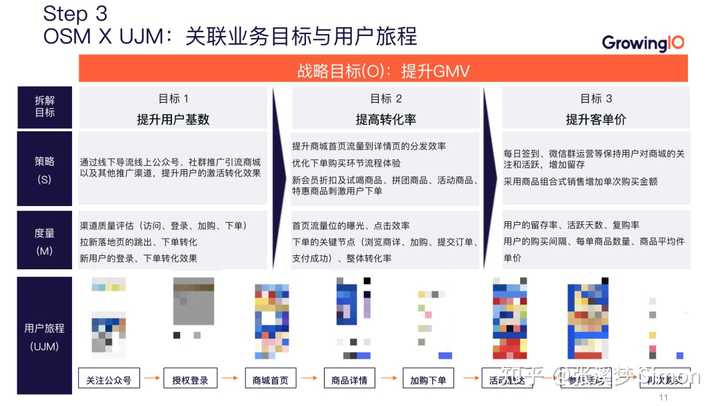 Step 3
OSM X UJM：关联业务目标与用户旅程
GrowingIO
战略目标(O)：提升GMV
拆解
目标
目标 1
提升用户基数
目标 2
提高转化率
目标 3
提升客单价
策略
(S)
通过线下导流线上公众号、社群推广引流商城
以及其他推广渠道，提升用户的激活转化效果
提升商城首页流量到详情页的分发效率
优化下单购买环节流程体验
新会员折扣及试喝商品、拼团商品、活动商品、
特惠商品刺激用户下单
每日签到、微信群运营等保持用户对商城的关
注和活跃，增加留存
采用商品组合式销售增加单次购买金额
度量
(M)
渠道质量评估（访问、登录、加购、下单）
拉新落地页的跳出、下单转化
新用户的登录、下单转化效果
首页流量位的曝光、点击效率
下单的关键节点（浏览商详、加购、提交订单、
支付成功）、整体转化率
用户的留存率、活跃天数、复购率
用户的购买间隔、每单商品数量、商品平均件
单价
用户旅程
(UJM)
关注公众号
授权登录
商城首页
商品详情
加购下单
活动触达
参与活动
再次购买
知乎 @张溪梦 Simon
11